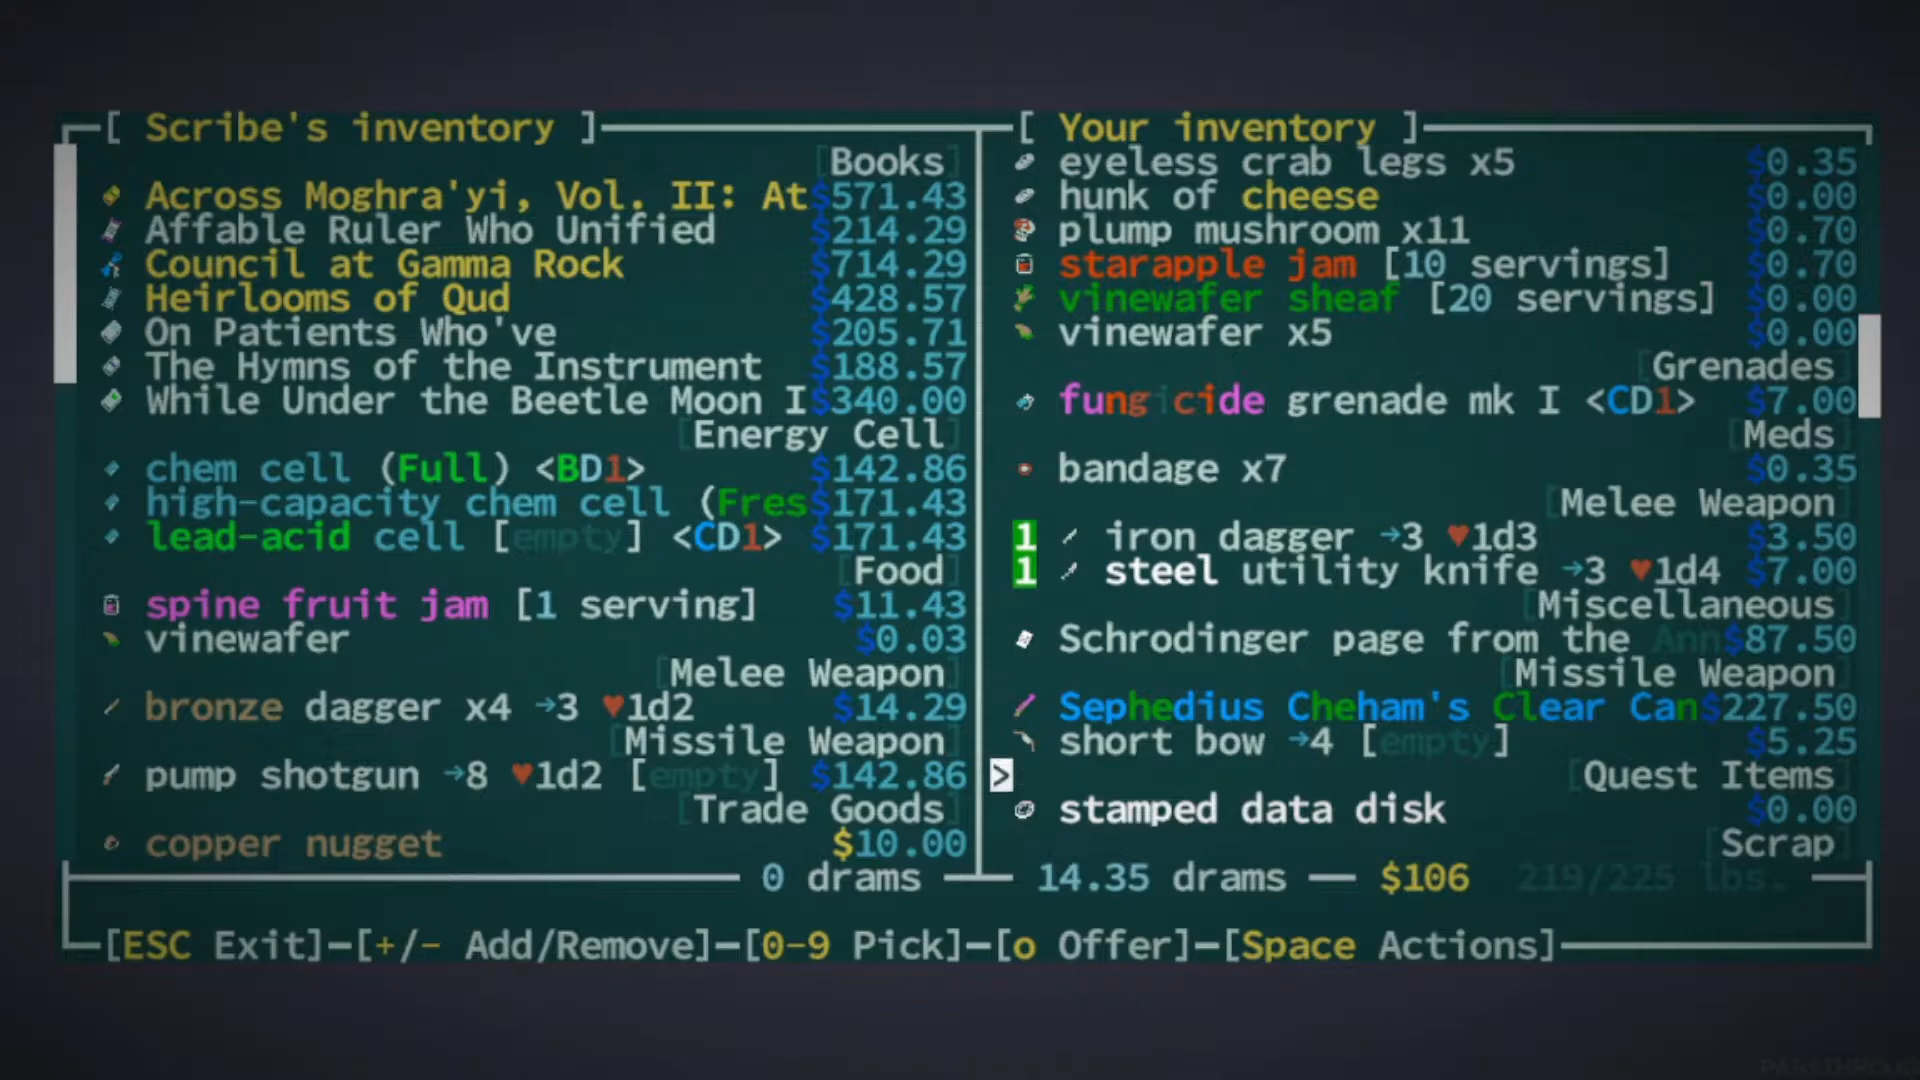 [ Scribe's inventory ]
[Books]
Across Moghra'yi, Vol. II: At $571.43
Affable Ruler Who Unified $214.29
Council at Gamma Rock $714.29
Heirlooms of Qud $428.57
On Patients Who've $205.71
The Hymns of the Instrument $188.57
While Under the Beetle Moon I $340.00
[Energy Cell]
chem cell (Full) <BD1> $142.86
high-capacity chem cell (Fres $171.43
lead-acid cell [empty] <CD1> $171.43
[Food]
spine fruit jam [1 serving] $11.43
vinewafer $0.03
[Melee Weapon]
bronze dagger x4 →3 ♥1d2 $14.29
[Missile Weapon]
pump shotgun →8 ♥1d2 [empty] $142.86
[Trade Goods]
copper nugget $10.00
0 drams
[ Your inventory ]
eyeless crab legs x5 $0.35
hunk of cheese $0.00
plump mushroom x11 $0.70
starapple jam [10 servings] $0.70
vinewafer sheaf [20 servings] $0.00
vinewafer x5 $0.00
[Grenades]
fungicide grenade mk I <CD1> $7.00
[Meds]
bandage x7 $0.35
[Melee Weapon]
1 iron dagger →3 ♥1d3 $3.50
1 steel utility knife →3 ♥1d4 $7.00
[Miscellaneous]
Schrodinger page from the Ann $87.50
[Missile Weapon]
Sephedius Cheham's Clear Can $227.50
short bow →4 [empty] $5.25
> [Quest Items]
stamped data disk $0.00
[Scrap]
14.35 drams — $106 219/225 lbs.
[ESC Exit]-[+/- Add/Remove]-[0-9 Pick]-[o Offer]-[Space Actions]